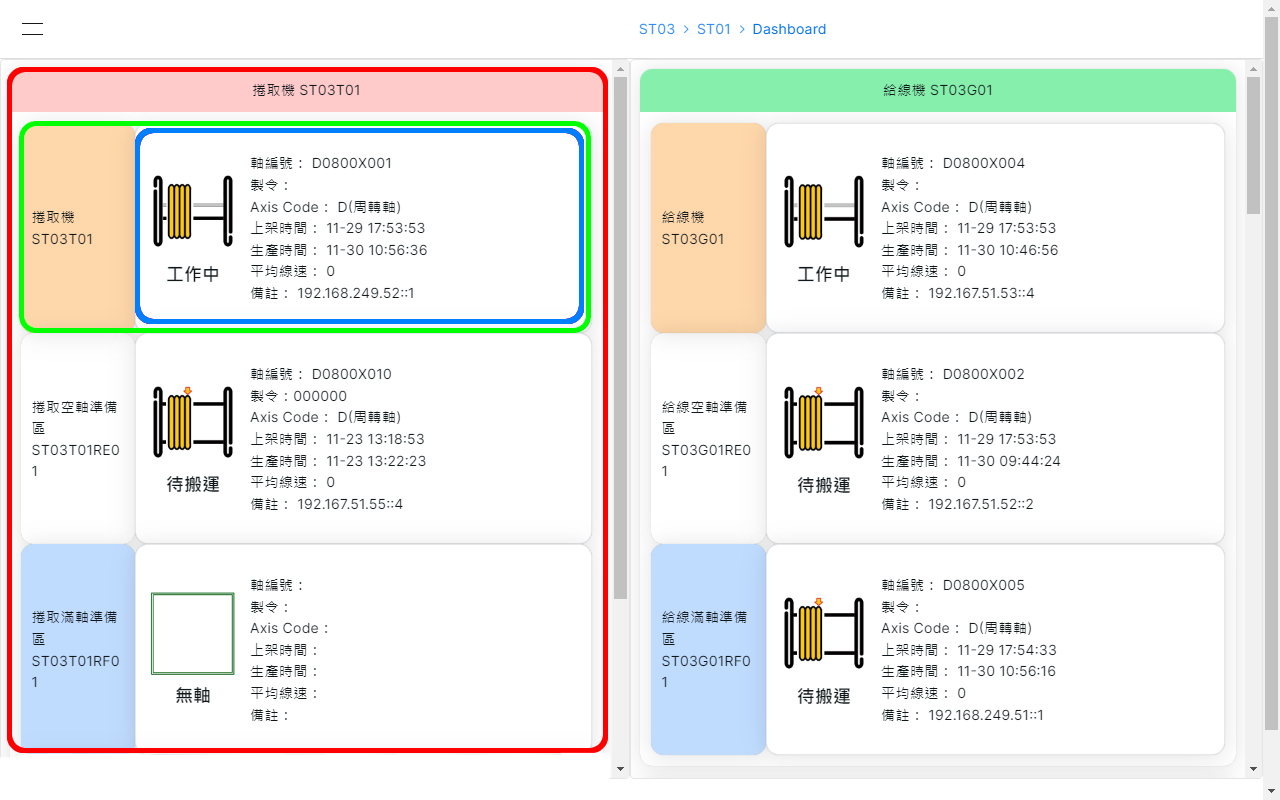 ST03 > ST01 > Dashboard
捲取機 ST03T01
捲取機
ST03T01
工作中
軸編號： D0800X001
製令：
Axis Code： D(周轉軸)
上架時間： 11-29 17:53:53
生產時間： 11-30 10:56:36
平均線速： 0
備註： 192.168.249.52::1
捲取空軸準備
區
ST03T01RE0
1
待搬運
軸編號： D0800X010
製令：000000
Axis Code： D(周轉軸)
上架時間： 11-23 13:18:53
生產時間： 11-23 13:22:23
平均線速： 0
備註： 192.167.51.55::4
捲取滿軸準備
區
ST03T01RF0
1
無軸
軸編號：
製令：
Axis Code：
上架時間：
生產時間：
平均線速：
備註：
給線機 ST03G01
給線機
ST03G01
工作中
軸編號： D0800X004
製令：
Axis Code： D(周轉軸)
上架時間： 11-29 17:53:53
生產時間： 11-30 10:46:56
平均線速： 0
備註： 192.167.51.53::4
給線空軸準備
區
ST03G01RE0
1
待搬運
軸編號： D0800X002
製令：
Axis Code： D(周轉軸)
上架時間： 11-29 17:53:53
生產時間： 11-30 09:44:24
平均線速： 0
備註： 192.167.51.52::2
給線滿軸準備
區
ST03G01RF0
1
待搬運
軸編號： D0800X005
製令：
Axis Code： D(周轉軸)
上架時間： 11-29 17:54:33
生產時間： 11-30 10:56:16
平均線速： 0
備註： 192.168.249.51::1